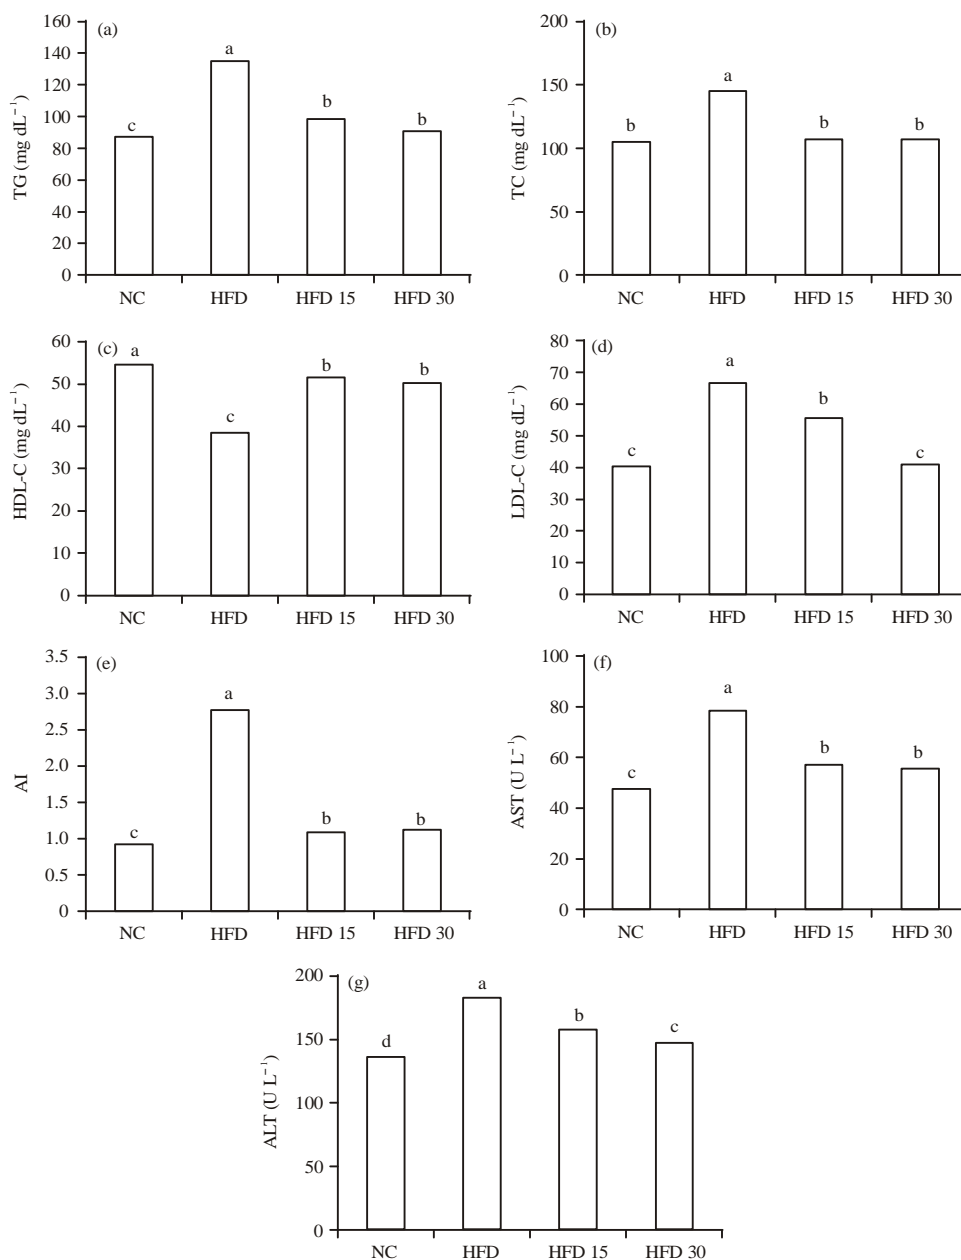 (a)
TG (mg dL⁻¹)
160
140
120
100
80
60
40
20
0
c
a
b
b
NC HFD HFD 15 HFD 30
(b)
TC (mg dL⁻¹)
200
150
100
50
0
b
a
b
b
NC HFD HFD 15 HFD 30
(c)
HDL-C (mg dL⁻¹)
60
50
40
30
20
10
0
a
c
b
b
NC HFD HFD 15 HFD 30
(d)
LDL-C (mg dL⁻¹)
80
70
60
50
40
30
20
10
0
c
a
b
c
NC HFD HFD 15 HFD 30
(e)
AI
3.5
3.0
2.5
2.0
1.5
1.0
0.5
0
c
a
b
b
NC HFD HFD 15 HFD 30
(f)
AST (U L⁻¹)
100
80
60
40
20
0
c
a
b
b
NC HFD HFD 15 HFD 30
(g)
ALT (U L⁻¹)
200
150
100
50
0
d
a
b
c
NC HFD HFD 15 HFD 30